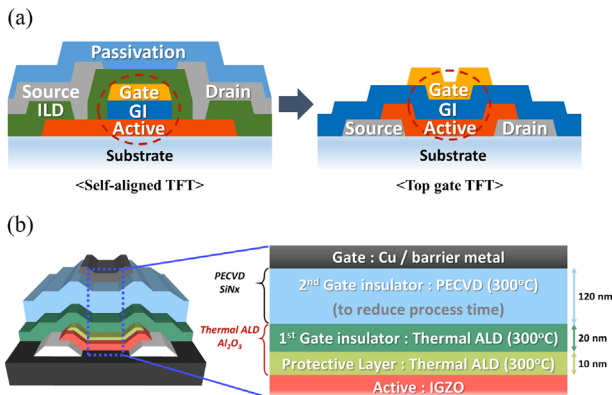 (a)
Passivation
Source
Gate
Drain
ILD
GI
Active
Substrate
<Self-aligned TFT>
Gate
GI
Source
Active
Drain
Substrate
<Top gate TFT>
(b)
PECVD
SiNx
Thermal ALD
Al₂O₃
Gate : Cu / barrier metal
2nd Gate insulator : PECVD (300°C)
(to reduce process time)
1st Gate insulator : Thermal ALD (300°C)
Protective Layer : Thermal ALD (300°C)
Active : IGZO
120 nm
20 nm
10 nm